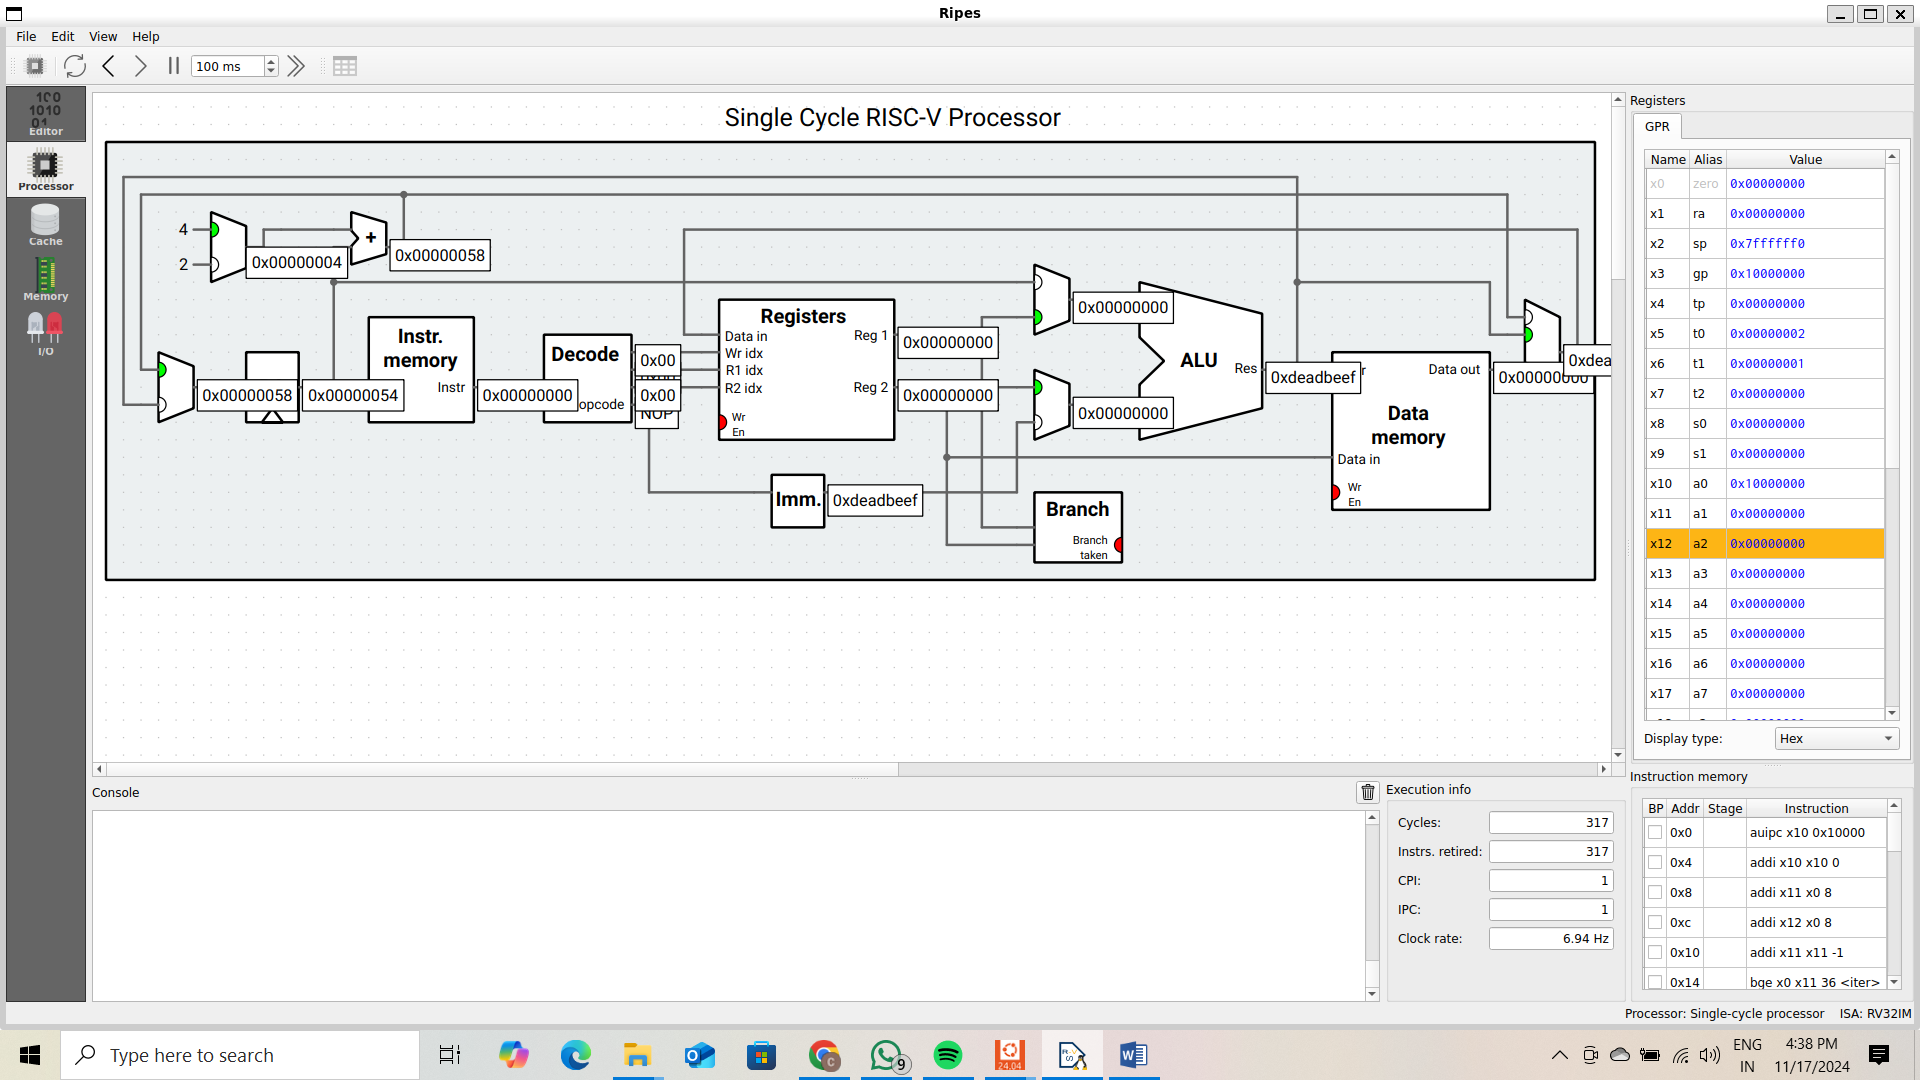 Ripes
File Edit View Help
100 ms
Editor
Processor
Cache
Memory
I/O
Single Cycle RISC-V Processor
4
2
0x00000004
+
0x00000058
0x00000058
0x00000054
Instr. memory
Instr
0x00000000
Decode
opcode
0x00
0x00
NOP
Registers
Data in
Wr idx
R1 idx
R2 idx
Wr En
Reg 1
Reg 2
0x00000000
0x00000000
Imm.
0xdeadbeef
0x00000000
0x00000000
ALU
Res
0xdeadbeef
Branch
Branch taken
Data memory
Data out
Data in
Wr En
0x00000000
0xdea
Registers
GPR
Name Alias Value
x0 zero 0x00000000
x1 ra 0x00000000
x2 sp 0x7ffffff0
x3 gp 0x10000000
x4 tp 0x00000000
x5 t0 0x00000002
x6 t1 0x00000001
x7 t2 0x00000000
x8 s0 0x00000000
x9 s1 0x00000000
x10 a0 0x10000000
x11 a1 0x00000000
x12 a2 0x00000000
x13 a3 0x00000000
x14 a4 0x00000000
x15 a5 0x00000000
x16 a6 0x00000000
x17 a7 0x00000000
Display type: Hex
Console
Execution info
Cycles: 317
Instrs. retired: 317
CPI: 1
IPC: 1
Clock rate: 6.94 Hz
Instruction memory
BP Addr Stage Instruction
0x0 auipc x10 0x10000
0x4 addi x10 x10 0
0x8 addi x11 x0 8
0xc addi x12 x0 8
0x10 addi x11 x11 -1
0x14 bge x0 x11 36 <iter>
Processor: Single-cycle processor ISA: RV32IM
Type here to search
9
24.04
ENG
IN
4:38 PM
11/17/2024